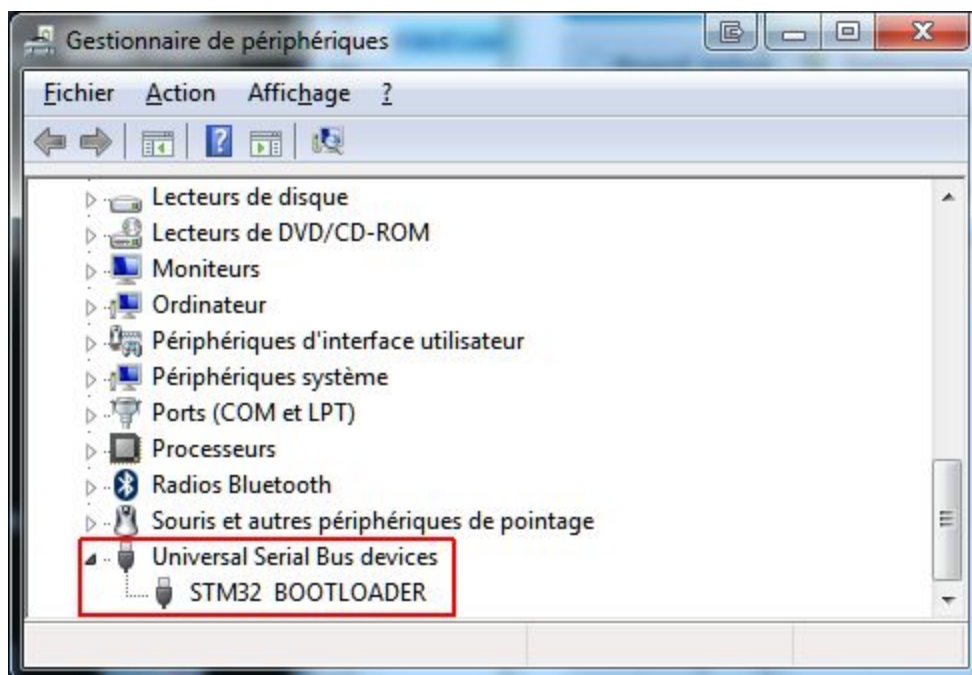 Gestionnaire de périphériques
Fichier Action Affichage ?
Lecteurs de disque
Lecteurs de DVD/CD-ROM
Moniteurs
Ordinateur
Périphériques d'interface utilisateur
Périphériques système
Ports (COM et LPT)
Processeurs
Radios Bluetooth
Souris et autres périphériques de pointage
Universal Serial Bus devices
STM32 BOOTLOADER